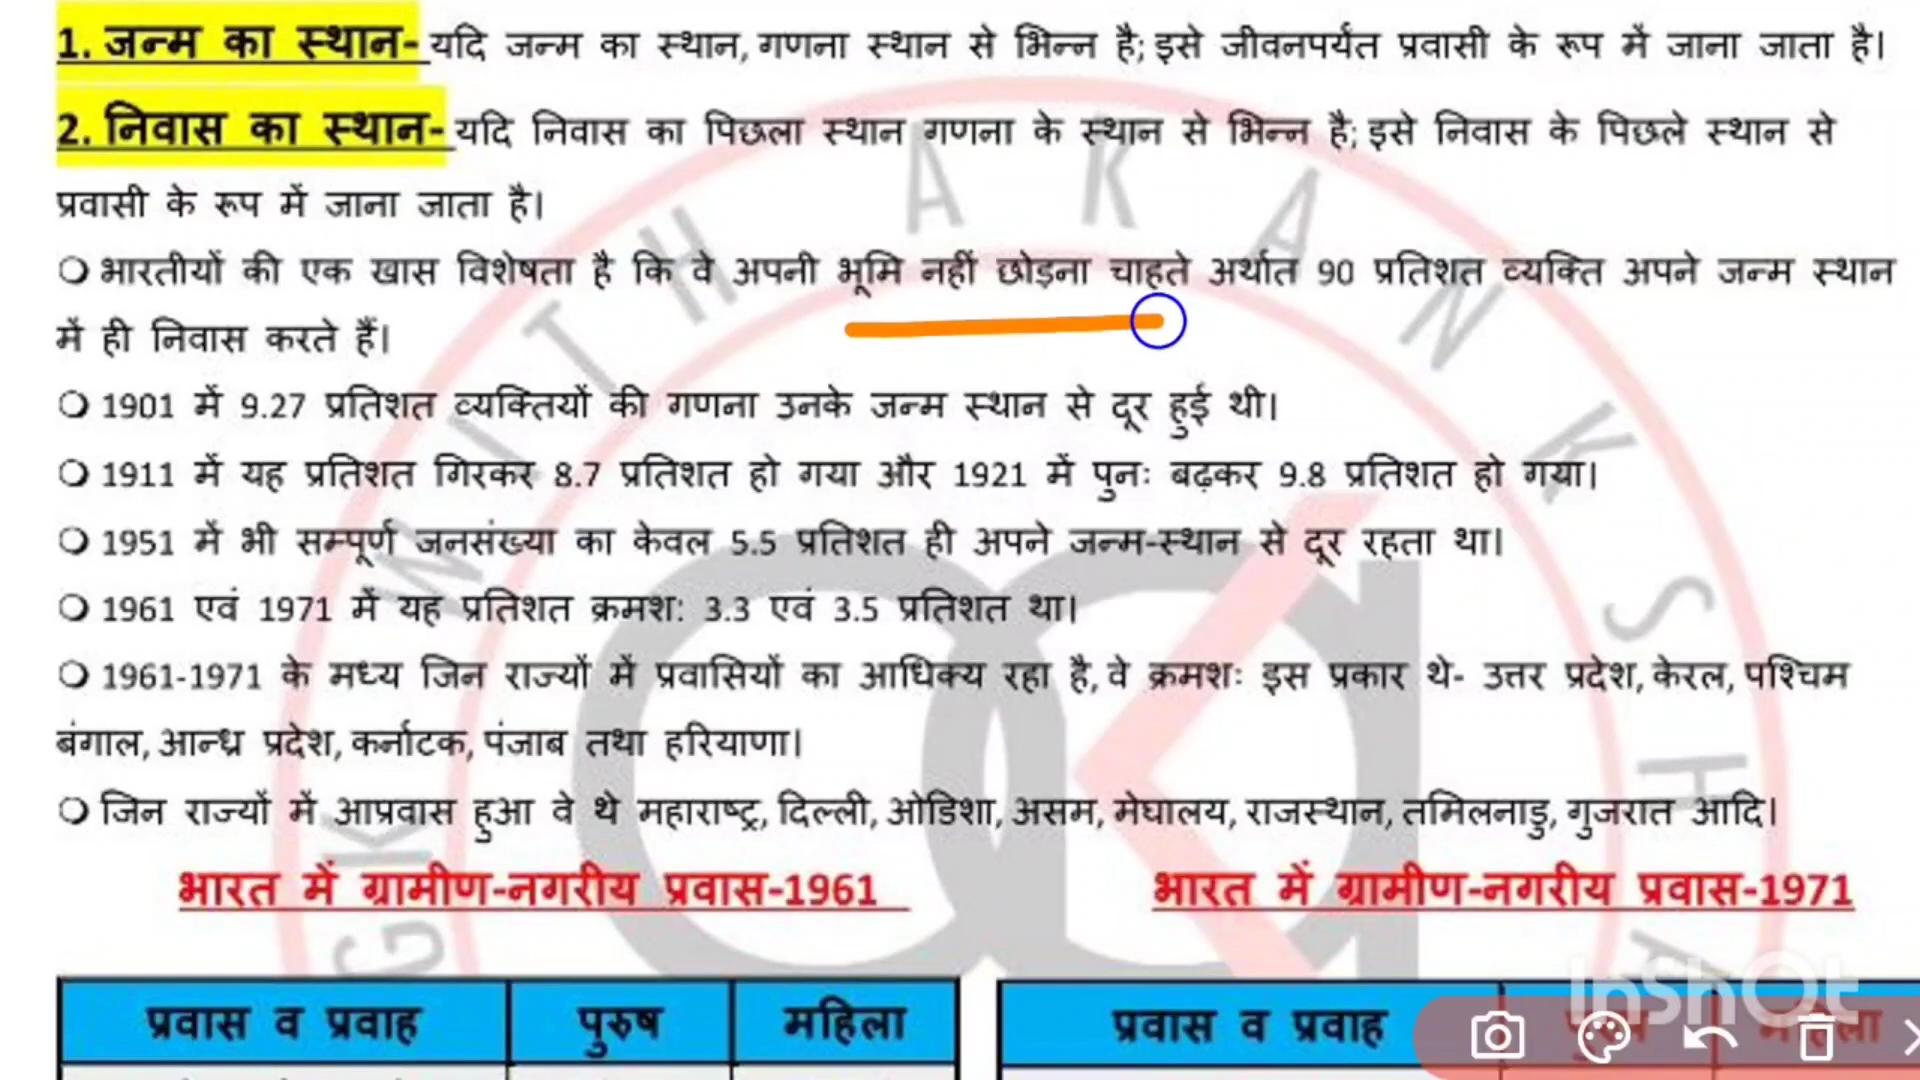 1. जन्म का स्थान- यदि जन्म का स्थान, गणना स्थान से भिन्न है; इसे जीवनपर्यंत प्रवासी के रूप में जाना जाता है।
2. निवास का स्थान- यदि निवास का पिछला स्थान गणना के स्थान से भिन्न है; इसे निवास के पिछले स्थान से
प्रवासी के रूप में जाना जाता है।
○ भारतीयों की एक खास विशेषता है कि वे अपनी भूमि नहीं छोड़ना चाहते अर्थात 90 प्रतिशत व्यक्ति अपने जन्म स्थान
में ही निवास करते हैं।
○ 1901 में 9.27 प्रतिशत व्यक्तियों की गणना उनके जन्म स्थान से दूर हुई थी।
○ 1911 में यह प्रतिशत गिरकर 8.7 प्रतिशत हो गया और 1921 में पुनः बढ़कर 9.8 प्रतिशत हो गया।
○ 1951 में भी सम्पूर्ण जनसंख्या का केवल 5.5 प्रतिशत ही अपने जन्म-स्थान से दूर रहता था।
○ 1961 एवं 1971 में यह प्रतिशत क्रमश: 3.3 एवं 3.5 प्रतिशत था।
○ 1961-1971 के मध्य जिन राज्यों में प्रवासियों का आधिक्य रहा है, वे क्रमशः इस प्रकार थे- उत्तर प्रदेश, केरल, पश्चिम
बंगाल, आन्ध्र प्रदेश, कर्नाटक, पंजाब तथा हरियाणा।
○ जिन राज्यों में आप्रवास हुआ वे थे महाराष्ट्र, दिल्ली, ओडिशा, असम, मेघालय, राजस्थान, तमिलनाडु, गुजरात आदि।
भारत में ग्रामीण-नगरीय प्रवास-1961
भारत में ग्रामीण-नगरीय प्रवास-1971
प्रवास व प्रवाह पुरुष महिला
प्रवास व प्रवाह
GK WITH AKANKSHA
InShOt